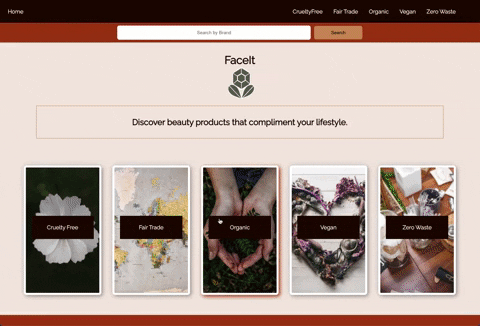 Home CrueltyFree Fair Trade Organic Vegan Zero Waste
Search by Brand Search
FaceIt
Discover beauty products that compliment your lifestyle.
Cruelty Free Fair Trade Organic Vegan Zero Waste